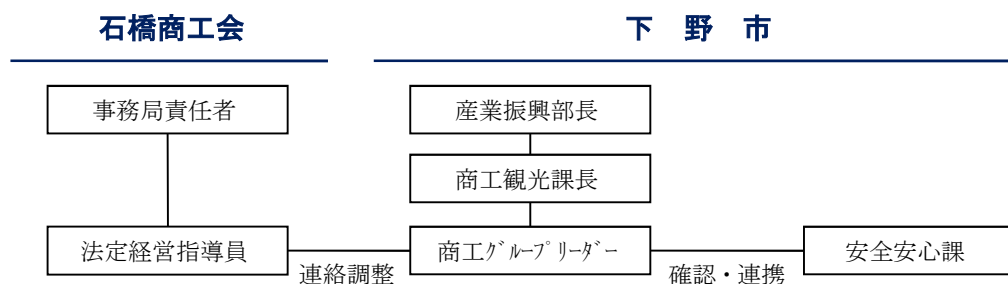 石橋商工会
下 野 市
事務局責任者
産業振興部長
商工観光課長
法定経営指導員
商工ｸﾞﾙｰﾌﾟﾘｰﾀﾞｰ
安全安心課
連絡調整
確認・連携